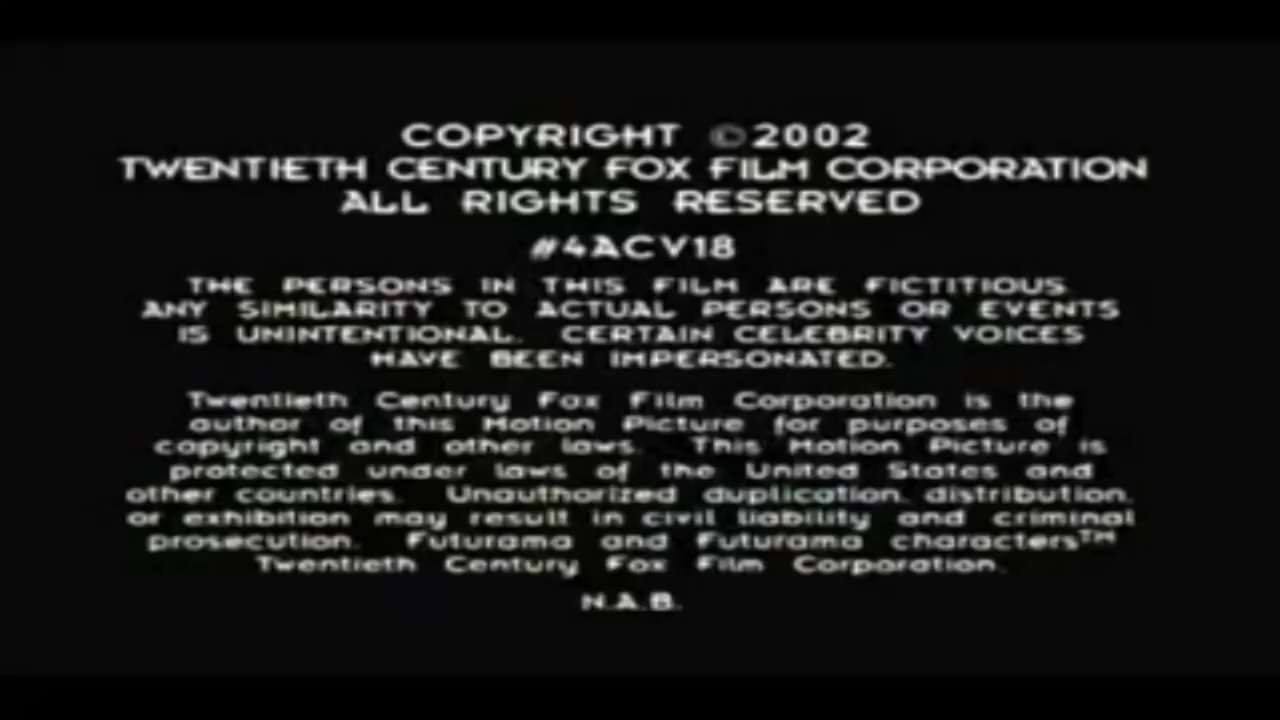 COPYRIGHT ©2002
TWENTIETH CENTURY FOX FILM CORPORATION
ALL RIGHTS RESERVED
#4ACV18
THE PERSONS IN THIS FILM ARE FICTITIOUS.
ANY SIMILARITY TO ACTUAL PERSONS OR EVENTS
IS UNINTENTIONAL. CERTAIN CELEBRITY VOICES
HAVE BEEN IMPERSONATED.
Twentieth Century Fox Film Corporation is the
author of this Motion Picture for purposes of
copyright and other laws. This Motion Picture is
protected under laws of the United States and
other countries. Unauthorized duplication, distribution,
or exhibition may result in civil liability and criminal
prosecution. Futurama and Futurama characters™
Twentieth Century Fox Film Corporation.
N.A.B.